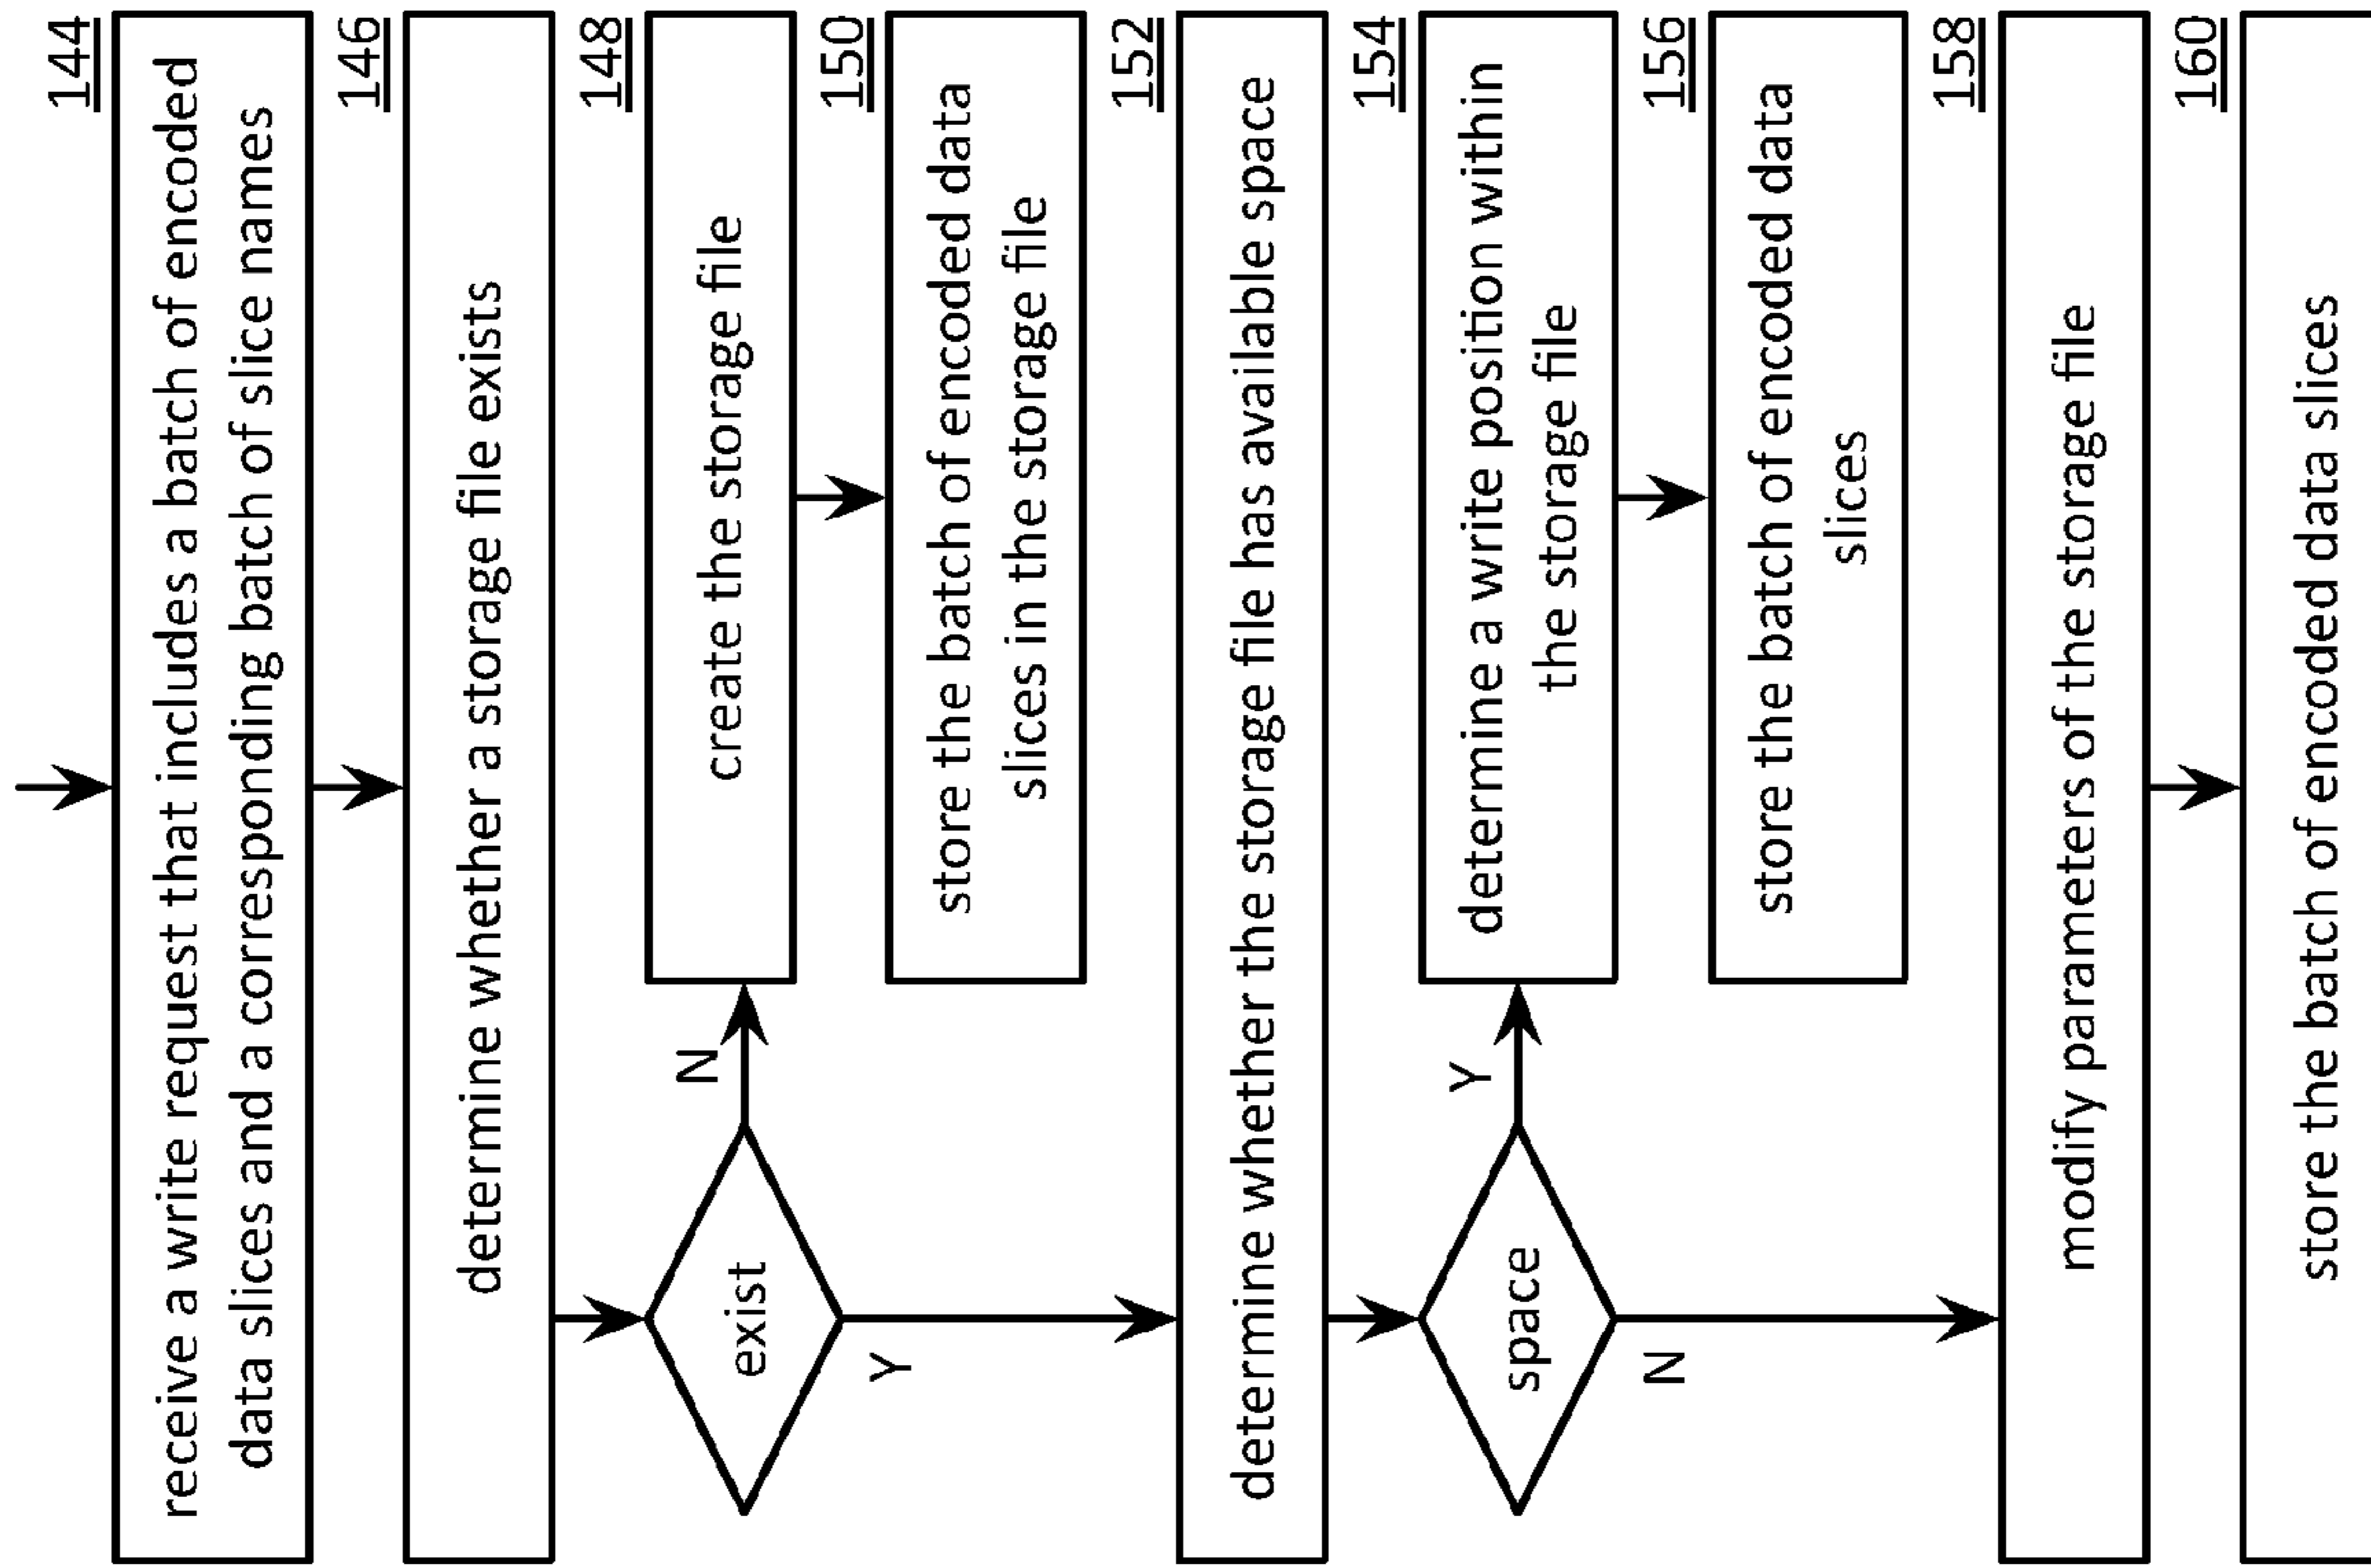 144
receive a write request that includes a batch of encoded
data slices and a corresponding batch of slice names
146
determine whether a storage file exists
exist
N
Y
148
create the storage file
150
store the batch of encoded data
slices in the storage file
152
determine whether the storage file has available space
space
Y
N
154
determine a write position within
the storage file
156
store the batch of encoded data
slices
158
modify parameters of the storage file
160
store the batch of encoded data slices